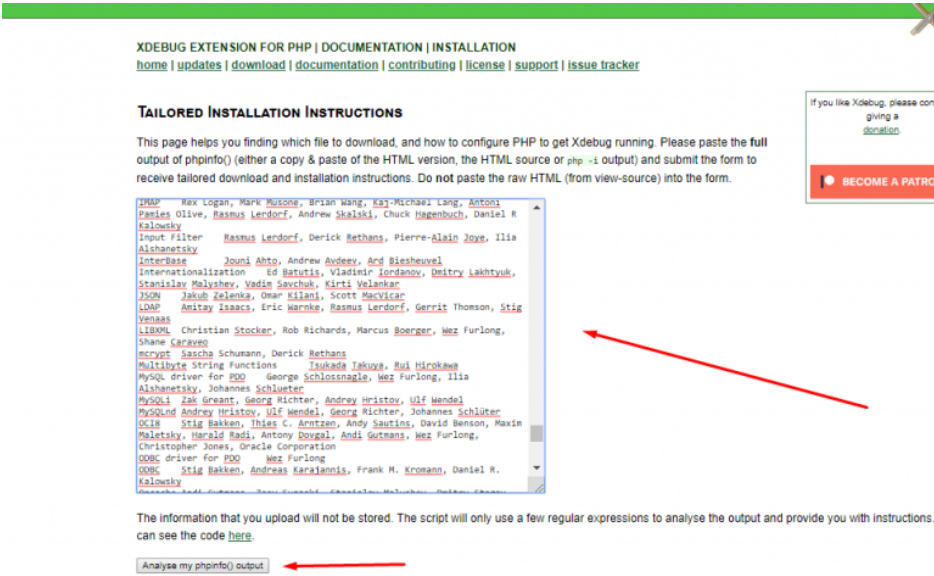 XDEBUG EXTENSION FOR PHP | DOCUMENTATION | INSTALLATION
home | updates | download | documentation | contributing | license | support | issue tracker
TAILORED INSTALLATION INSTRUCTIONS
This page helps you finding which file to download, and how to configure PHP to get Xdebug running. Please paste the full
output of phpinfo() (either a copy & paste of the HTML version, the HTML source or php -i output) and submit the form to
receive tailored download and installation instructions. Do not paste the raw HTML (from view-source) into the form.
If you like Xdebug, please con
giving a
donation.
BECOME A PATRO
IMAP Rex Logan, Mark Musone, Brian Wang, Kaj-Michael Lang, Antoni
Pamies Olive, Rasmus Lerdorf, Andrew Skalski, Chuck Hagenbuch, Daniel R
Kalowsky
Input Filter Rasmus Lerdorf, Derick Rethans, Pierre-Alain Joye, Ilia
Alshanetsky
InterBase Jouni Ahto, Andrew Avdeev, Ard Biesheuvel
Internationalization Ed Batutis, Vladimir Iordanov, Dmitry Lakhtyuk,
Stanislav Malyshev, Vadim Savchuk, Kirti Velankar
JSON Jakub Zelenka, Omar Kilani, Scott MacVicar
LDAP Amitay Isaacs, Eric Warnke, Rasmus Lerdorf, Gerrit Thomson, Stig
Venaas
LIBXML Christian Stocker, Rob Richards, Marcus Boerger, Wez Furlong,
Shane Caraveo
mcrypt Sascha Schumann, Derick Rethans
Multibyte String Functions Tsukada Takuya, Rui Hirokawa
MySQL driver for PDO George Schlossnagle, Wez Furlong, Ilia
Alshanetsky, Johannes Schlueter
MySQLi Zak Greant, Georg Richter, Andrey Hristov, Ulf Wendel
MySQLnd Andrey Hristov, Ulf Wendel, Georg Richter, Johannes Schlüter
OCI8 Stig Bakken, Thies C. Arntzen, Andy Sautins, David Benson, Maxim
Maletsky, Harald Radi, Antony Dovgal, Andi Gutmans, Wez Furlong,
Christopher Jones, Oracle Corporation
ODBC driver for PDO Wez Furlong
ODBC Stig Bakken, Andreas Karajannis, Frank M. Kromann, Daniel R.
Kalowsky
The information that you upload will not be stored. The script will only use a few regular expressions to analyse the output and provide you with instructions.
can see the code here.
Analyse my phpinfo() output